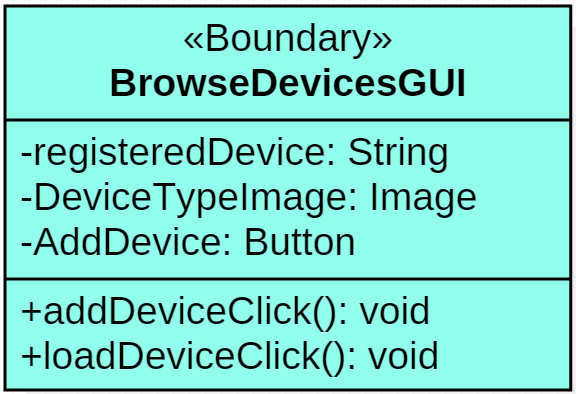 «Boundary»
BrowseDevicesGUI
-registeredDevice: String
-DeviceTypeImage: Image
-AddDevice: Button
+addDeviceClick(): void
+loadDeviceClick(): void